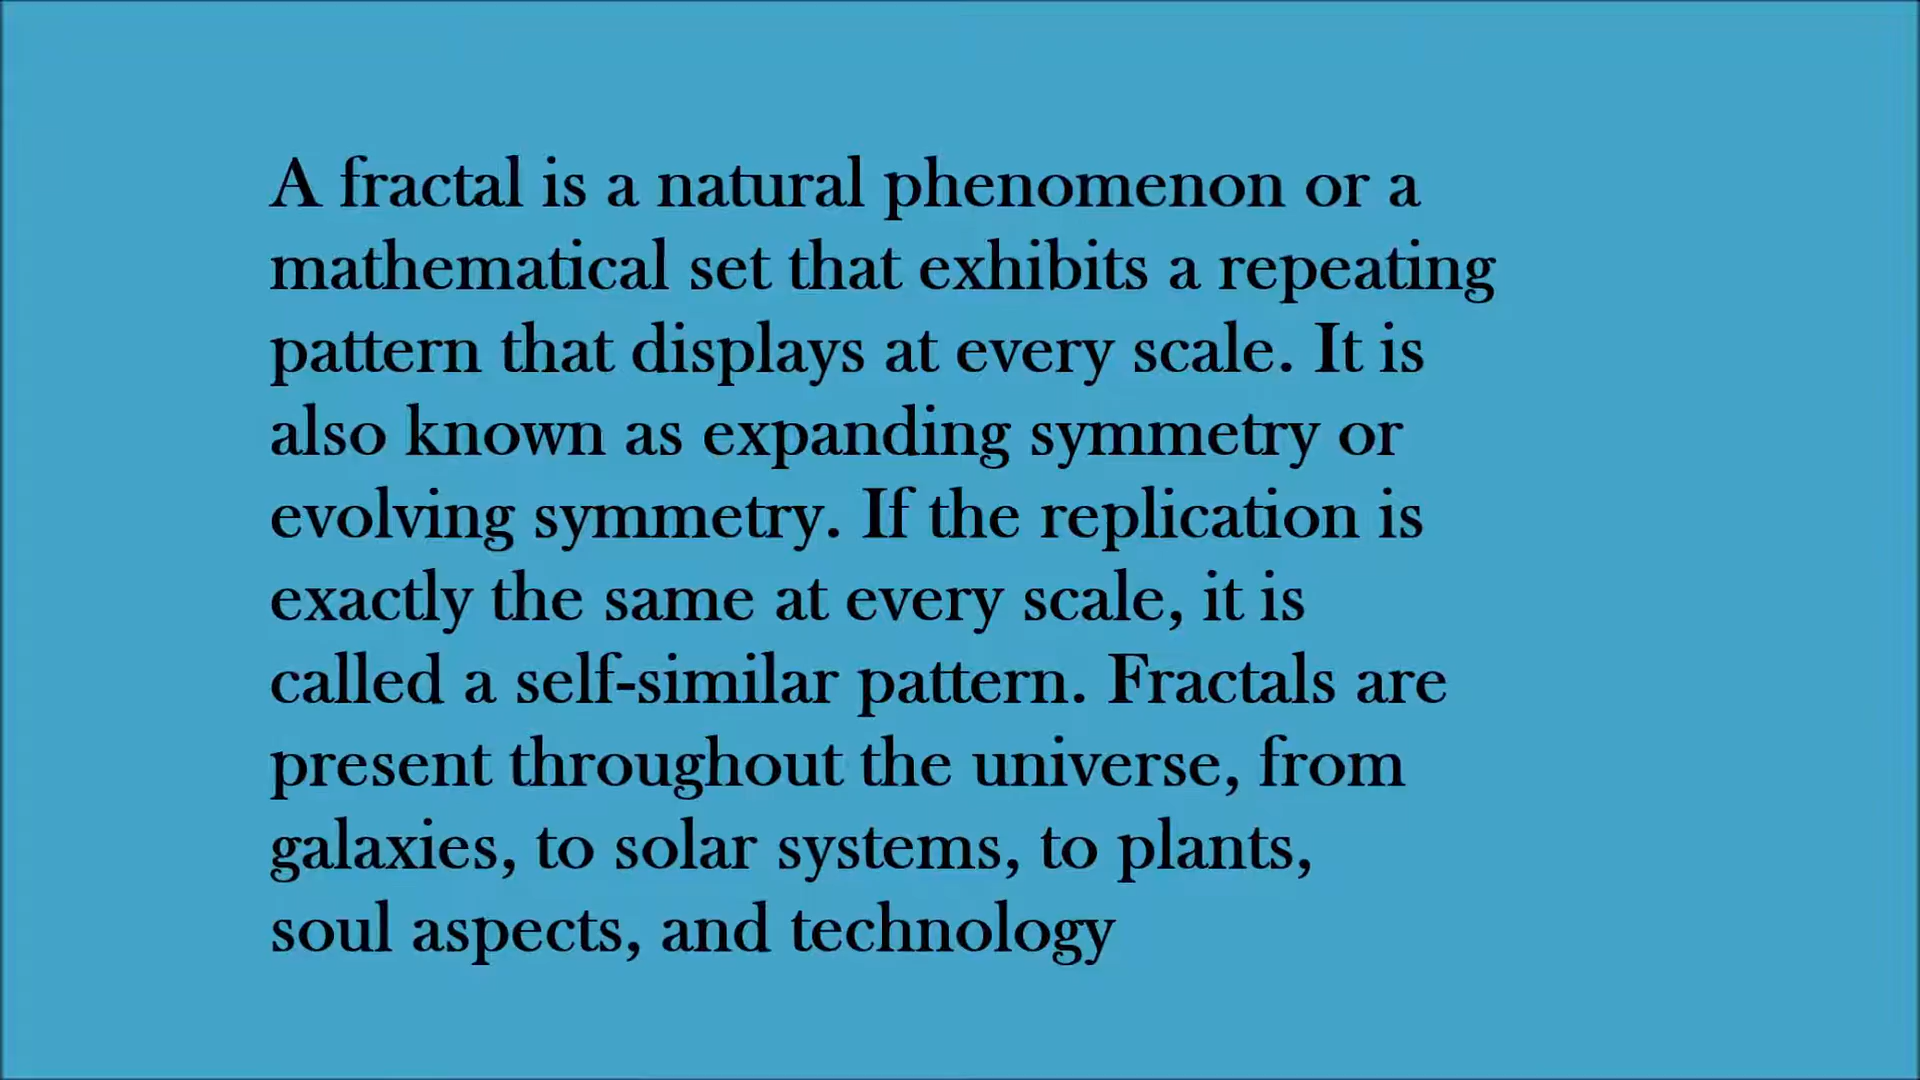 A fractal is a natural phenomenon or a
mathematical set that exhibits a repeating
pattern that displays at every scale. It is
also known as expanding symmetry or
evolving symmetry. If the replication is
exactly the same at every scale, it is
called a self-similar pattern. Fractals are
present throughout the universe, from
galaxies, to solar systems, to plants,
soul aspects, and technology